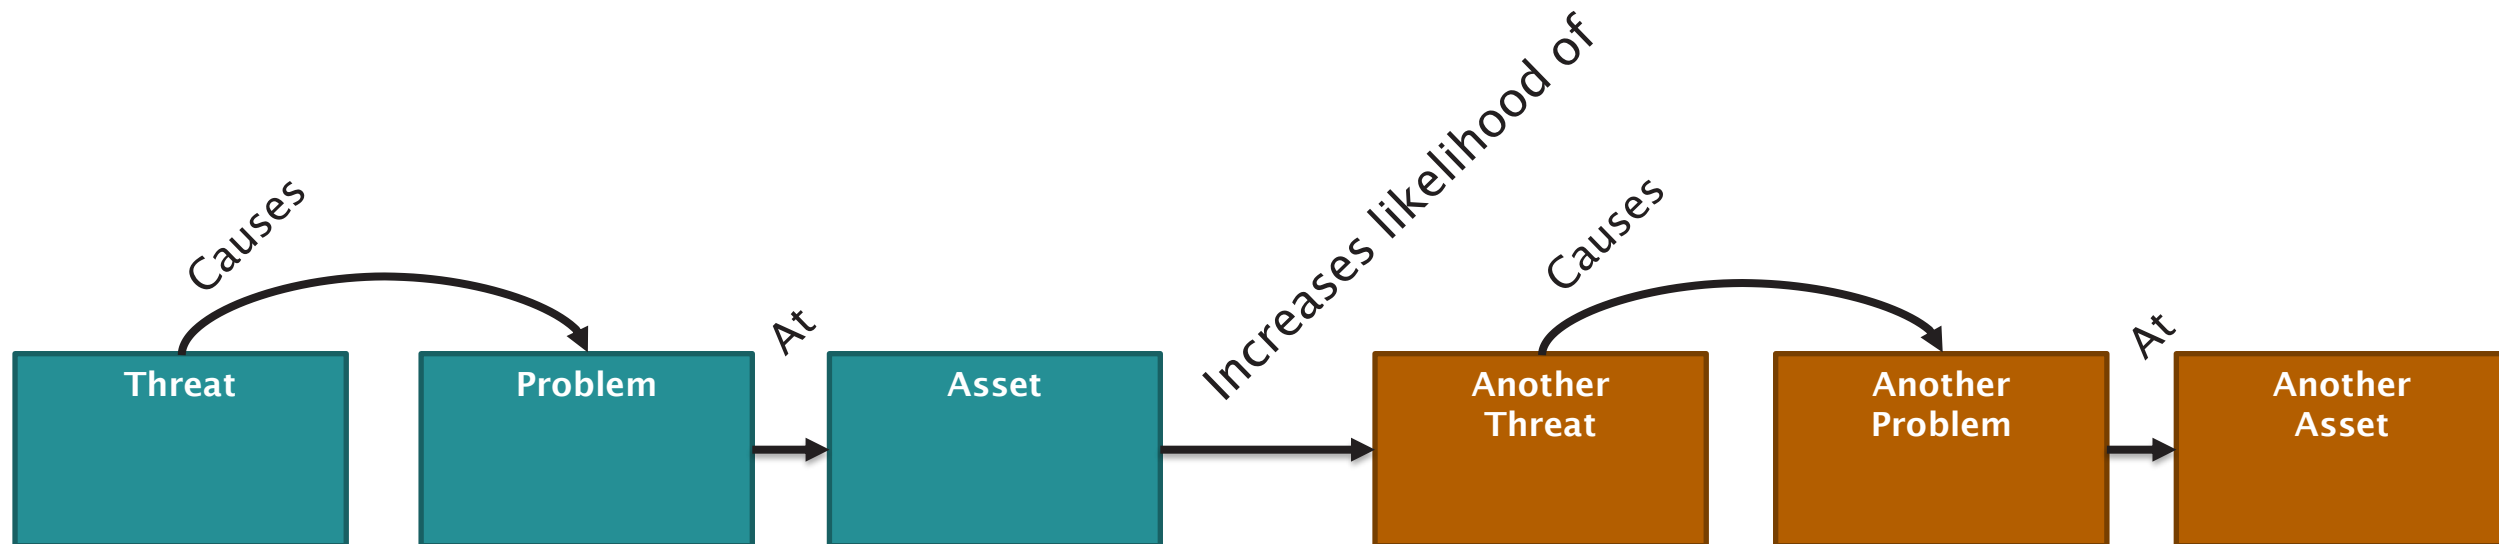 Causes
At
Increases likelihood of
Causes
At
Threat
Problem
Asset
Another
Threat
Another
Problem
Another
Asset